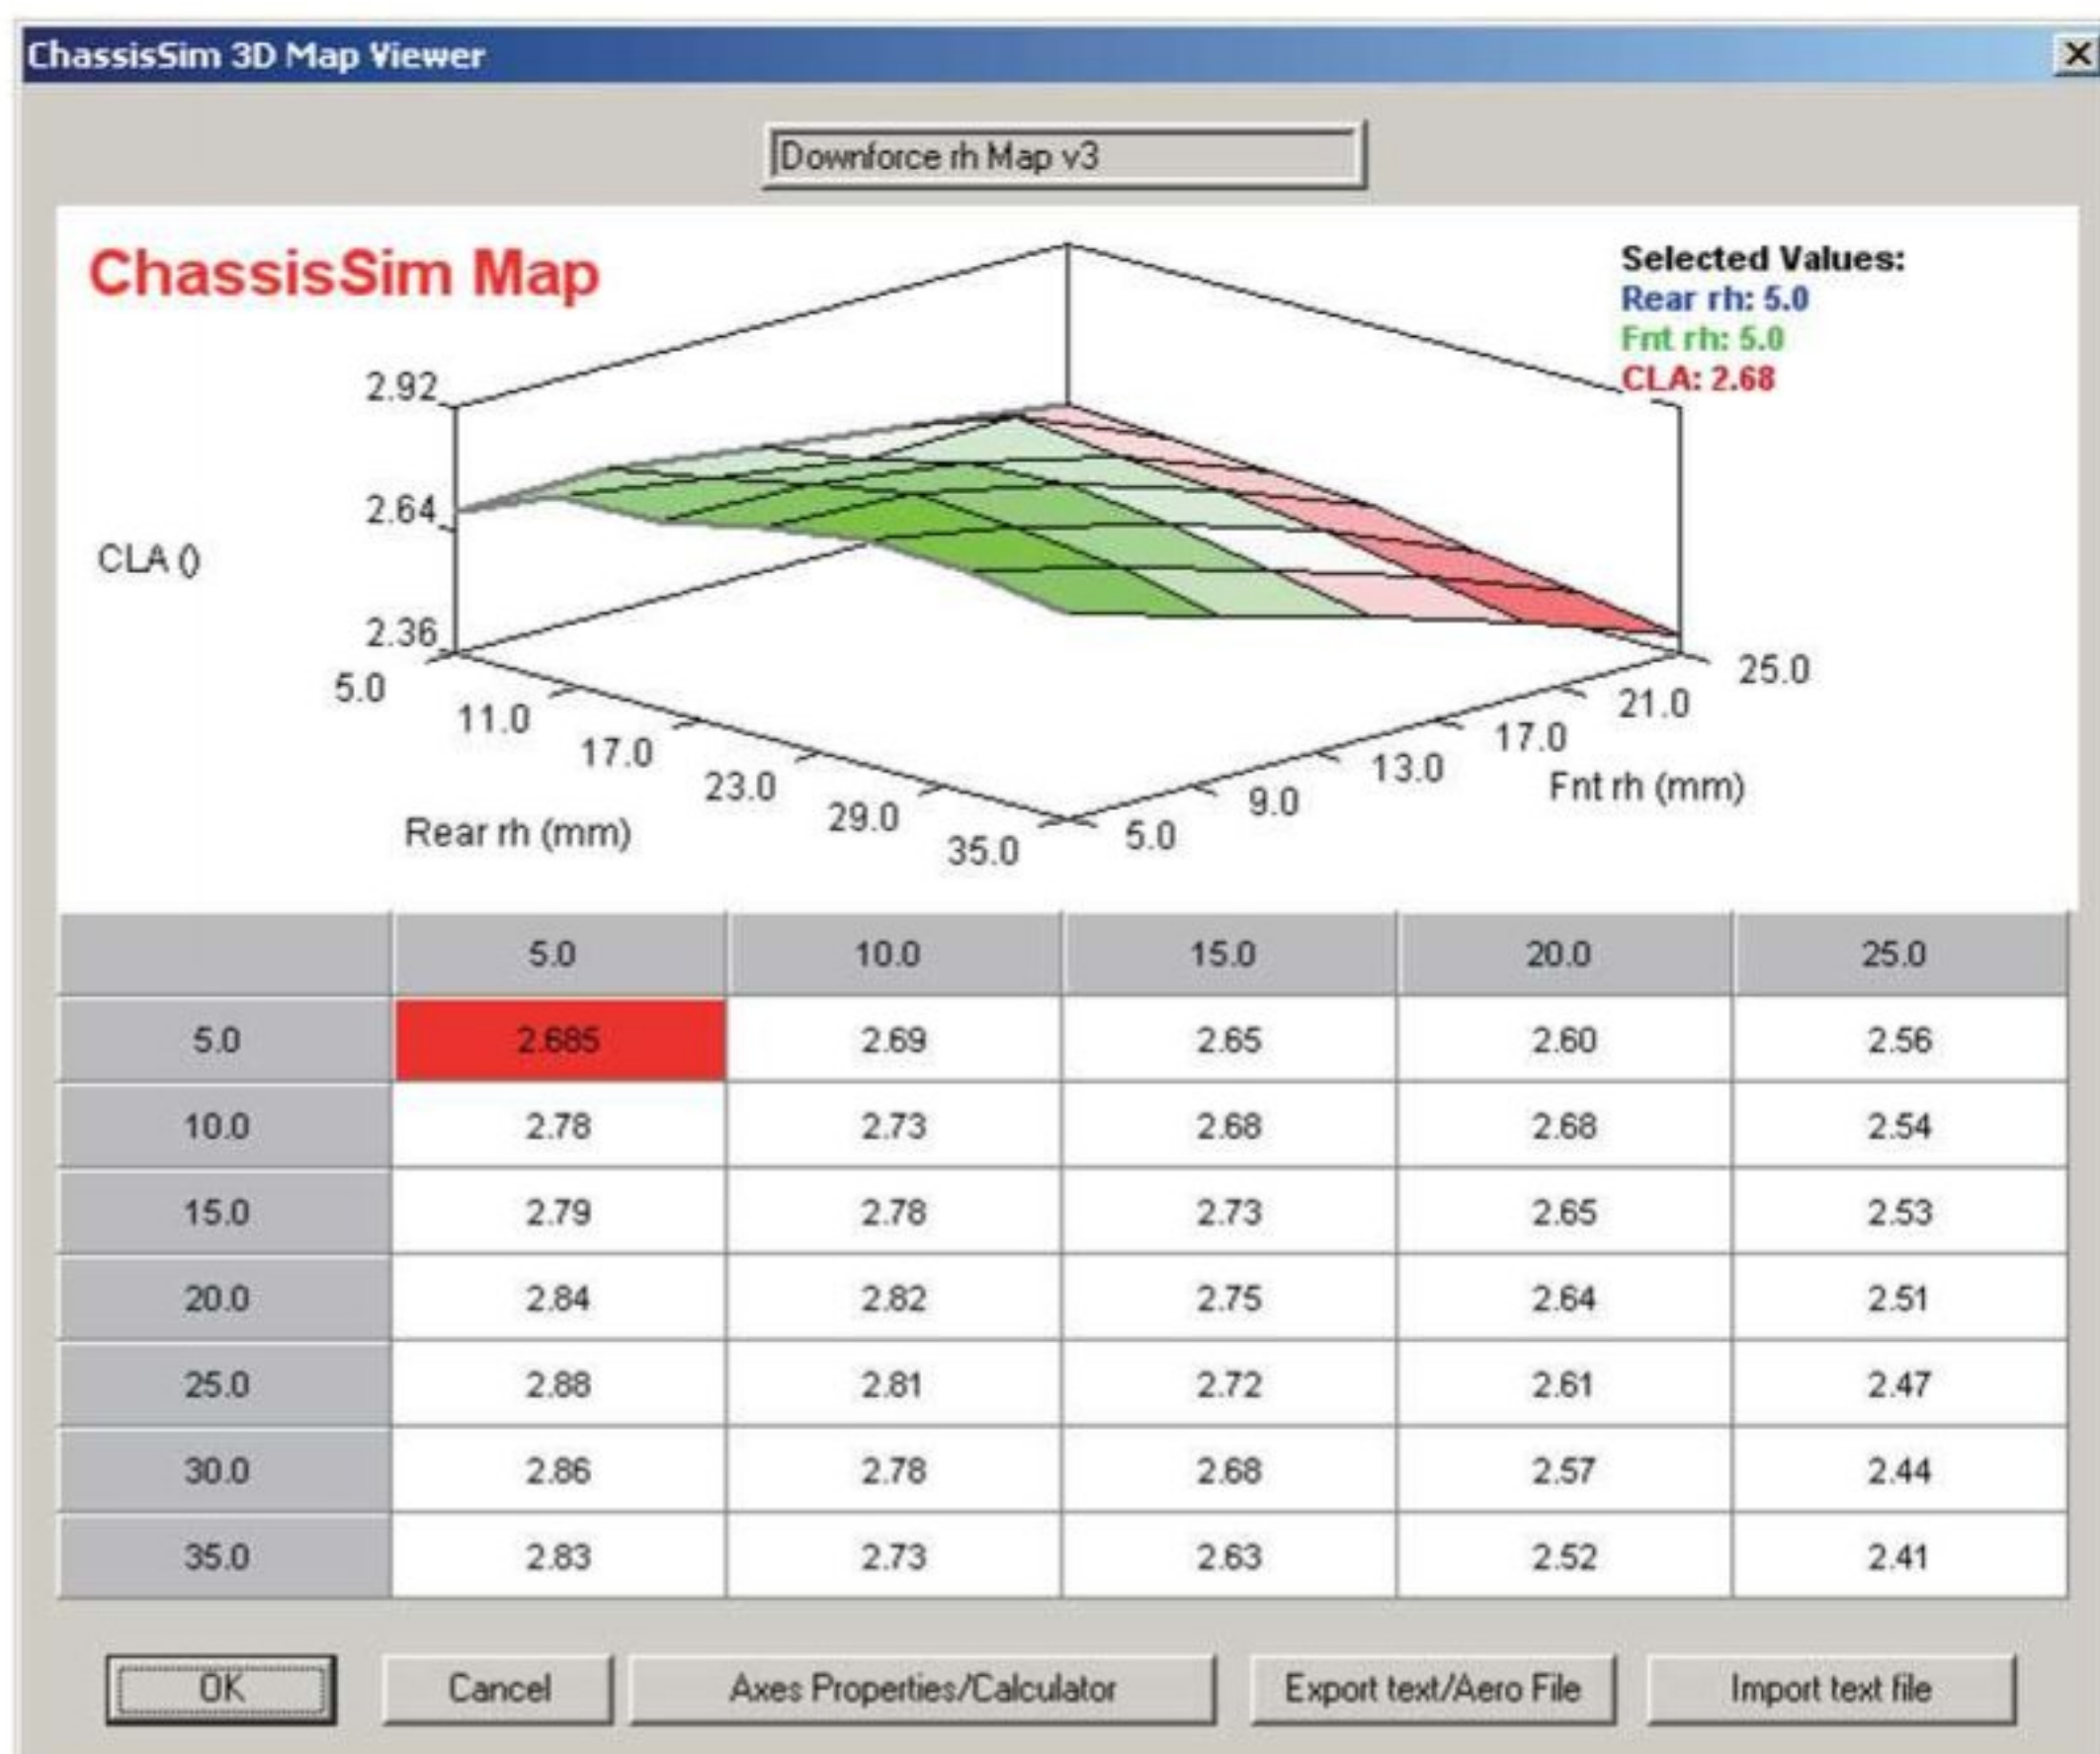 ChassisSim 3D Map Viewer
Downforce rh Map v3
ChassisSim Map
Selected Values:
Rear rh: 5.0
Fnt rh: 5.0
CLA: 2.68
2.92
2.64
CLA ()
2.36
5.0
11.0
17.0
23.0
29.0
35.0
Rear rh (mm)
5.0
9.0
13.0
17.0
21.0
25.0
Fnt rh (mm)
5.0 10.0 15.0 20.0 25.0
5.0 2.685 2.69 2.65 2.60 2.56
10.0 2.78 2.73 2.68 2.68 2.54
15.0 2.79 2.78 2.73 2.65 2.53
20.0 2.84 2.82 2.75 2.64 2.51
25.0 2.88 2.81 2.72 2.61 2.47
30.0 2.86 2.78 2.68 2.57 2.44
35.0 2.83 2.73 2.63 2.52 2.41
OK Cancel Axes Properties/Calculator Export text/Aero File Import text file